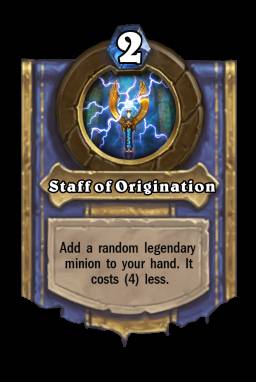 2
Staff of Origination
Add a random legendary
minion to your hand. It
costs (4) less.